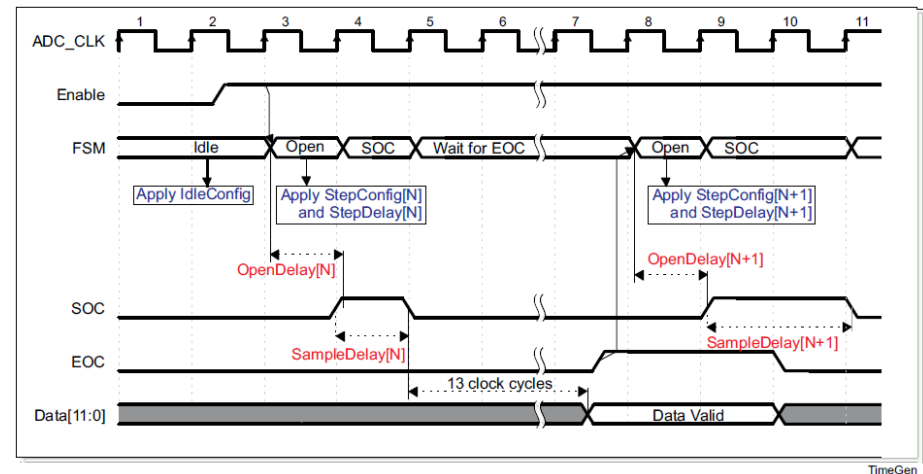 1 2 3 4 5 6 7 8 9 10 11
ADC_CLK
Enable
FSM Idle Open SOC Wait for EOC Open SOC
Apply IdleConfig
Apply StepConfig[N]
and StepDelay[N]
Apply StepConfig[N+1]
and StepDelay[N+1]
OpenDelay[N]
OpenDelay[N+1]
SOC
SampleDelay[N]
SampleDelay[N+1]
EOC
13 clock cycles
Data[11:0] Data Valid
TimeGen